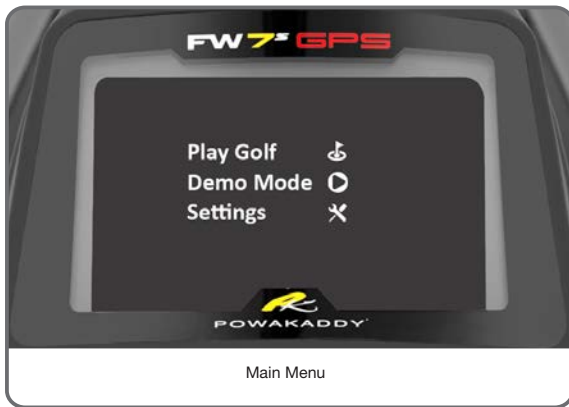 FW7s GPS
Play Golf
Demo Mode
Settings
POWAKADDY
Main Menu